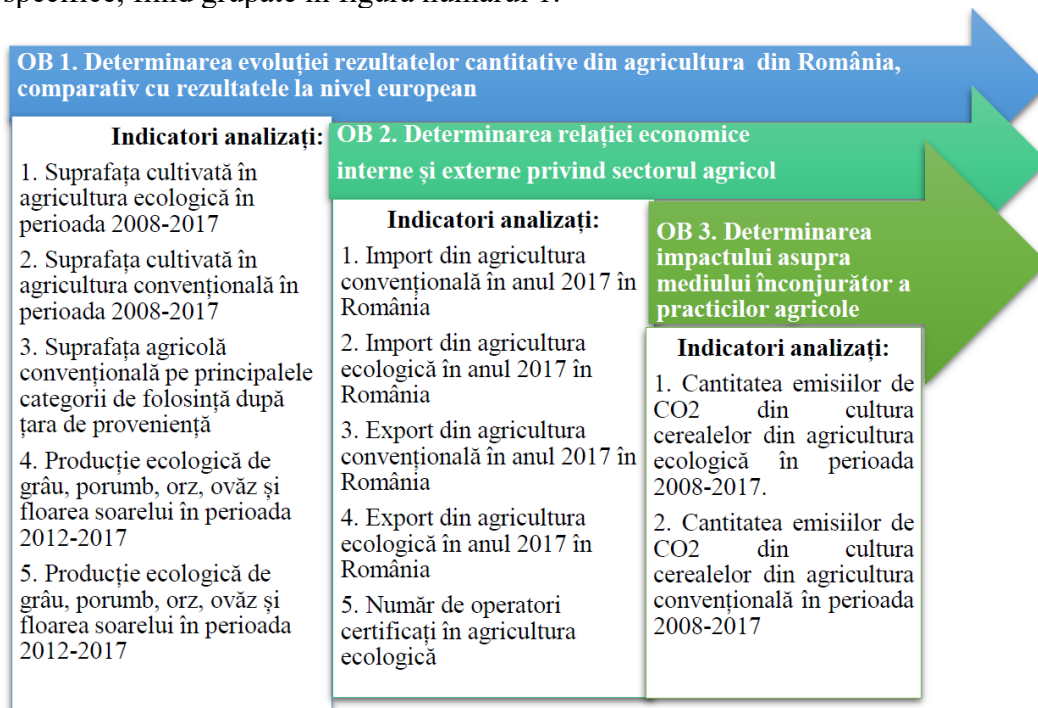 specifice, fiind grupate în figura numărul 1.
OB 1. Determinarea evoluției rezultatelor cantitative din agricultura din România,
comparativ cu rezultatele la nivel european
Indicatori analizați:
1. Suprafața cultivată în
agricultura ecologică în
perioada 2008-2017
2. Suprafața cultivată în
agricultura convențională în
perioada 2008-2017
3. Suprafața agricolă
convențională pe principalele
categorii de folosință după
țara de proveniență
4. Producție ecologică de
grâu, porumb, orz, ovăz și
floarea soarelui în perioada
2012-2017
5. Producție ecologică de
grâu, porumb, orz, ovăz și
floarea soarelui în perioada
2012-2017
OB 2. Determinarea relației economice
interne și externe privind sectorul agricol
Indicatori analizați:
1. Import din agricultura
convențională în anul 2017 în
România
2. Import din agricultura
ecologică în anul 2017 în
România
3. Export din agricultura
convențională în anul 2017 în
România
4. Export din agricultura
ecologică în anul 2017 în
România
5. Număr de operatori
certificați în agricultura
ecologică
OB 3. Determinarea
impactului asupra
mediului înconjurător a
practicilor agricole
Indicatori analizați:
1. Cantitatea emisiilor de
CO2 din cultura
cerealelor din agricultura
ecologică în perioada
2008-2017.
2. Cantitatea emisiilor de
CO2 din cultura
cerealelor din agricultura
convențională în perioada
2008-2017